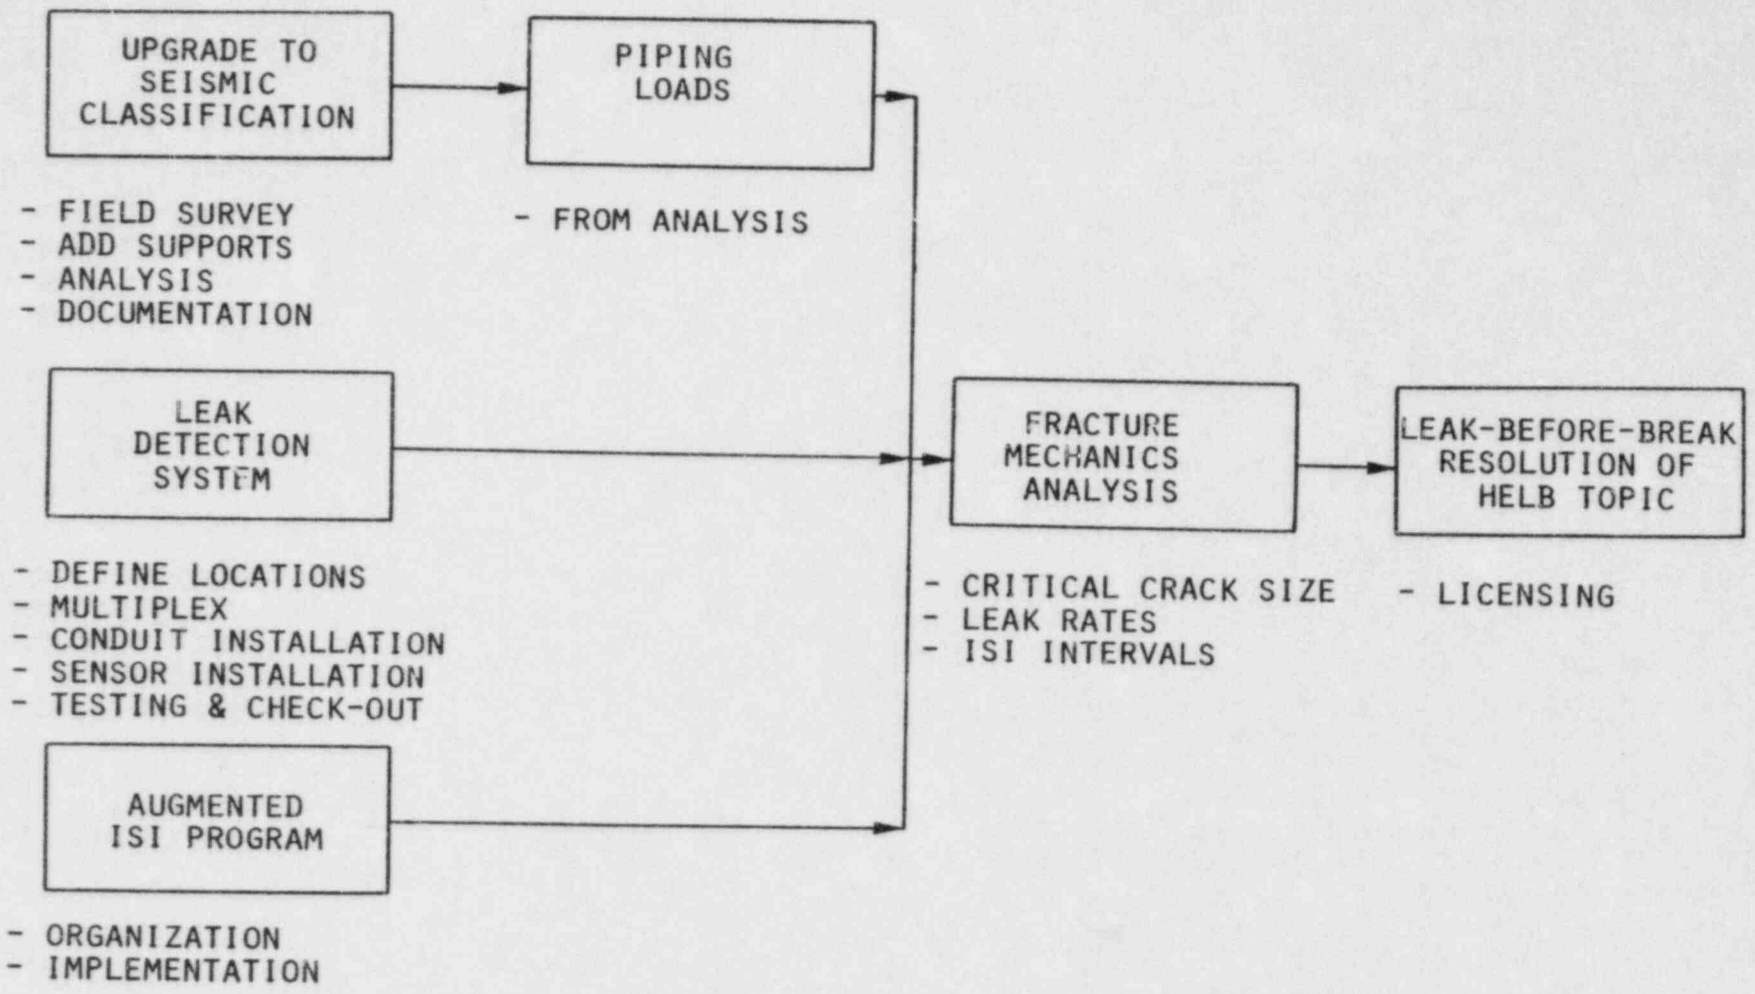 UPGRADE TO
SEISMIC
CLASSIFICATION
PIPING
LOADS
- FIELD SURVEY
- ADD SUPPORTS
- ANALYSIS
- DOCUMENTATION
- FROM ANALYSIS
LEAK
DETECTION
SYSTEM
FRACTURE
MECHANICS
ANALYSIS
LEAK-BEFORE-BREAK
RESOLUTION OF
HELB TOPIC
- DEFINE LOCATIONS
- MULTIPLEX
- CONDUIT INSTALLATION
- SENSOR INSTALLATION
- TESTING & CHECK-OUT
- CRITICAL CRACK SIZE
- LEAK RATES
- ISI INTERVALS
- LICENSING
AUGMENTED
ISI PROGRAM
- ORGANIZATION
- IMPLEMENTATION